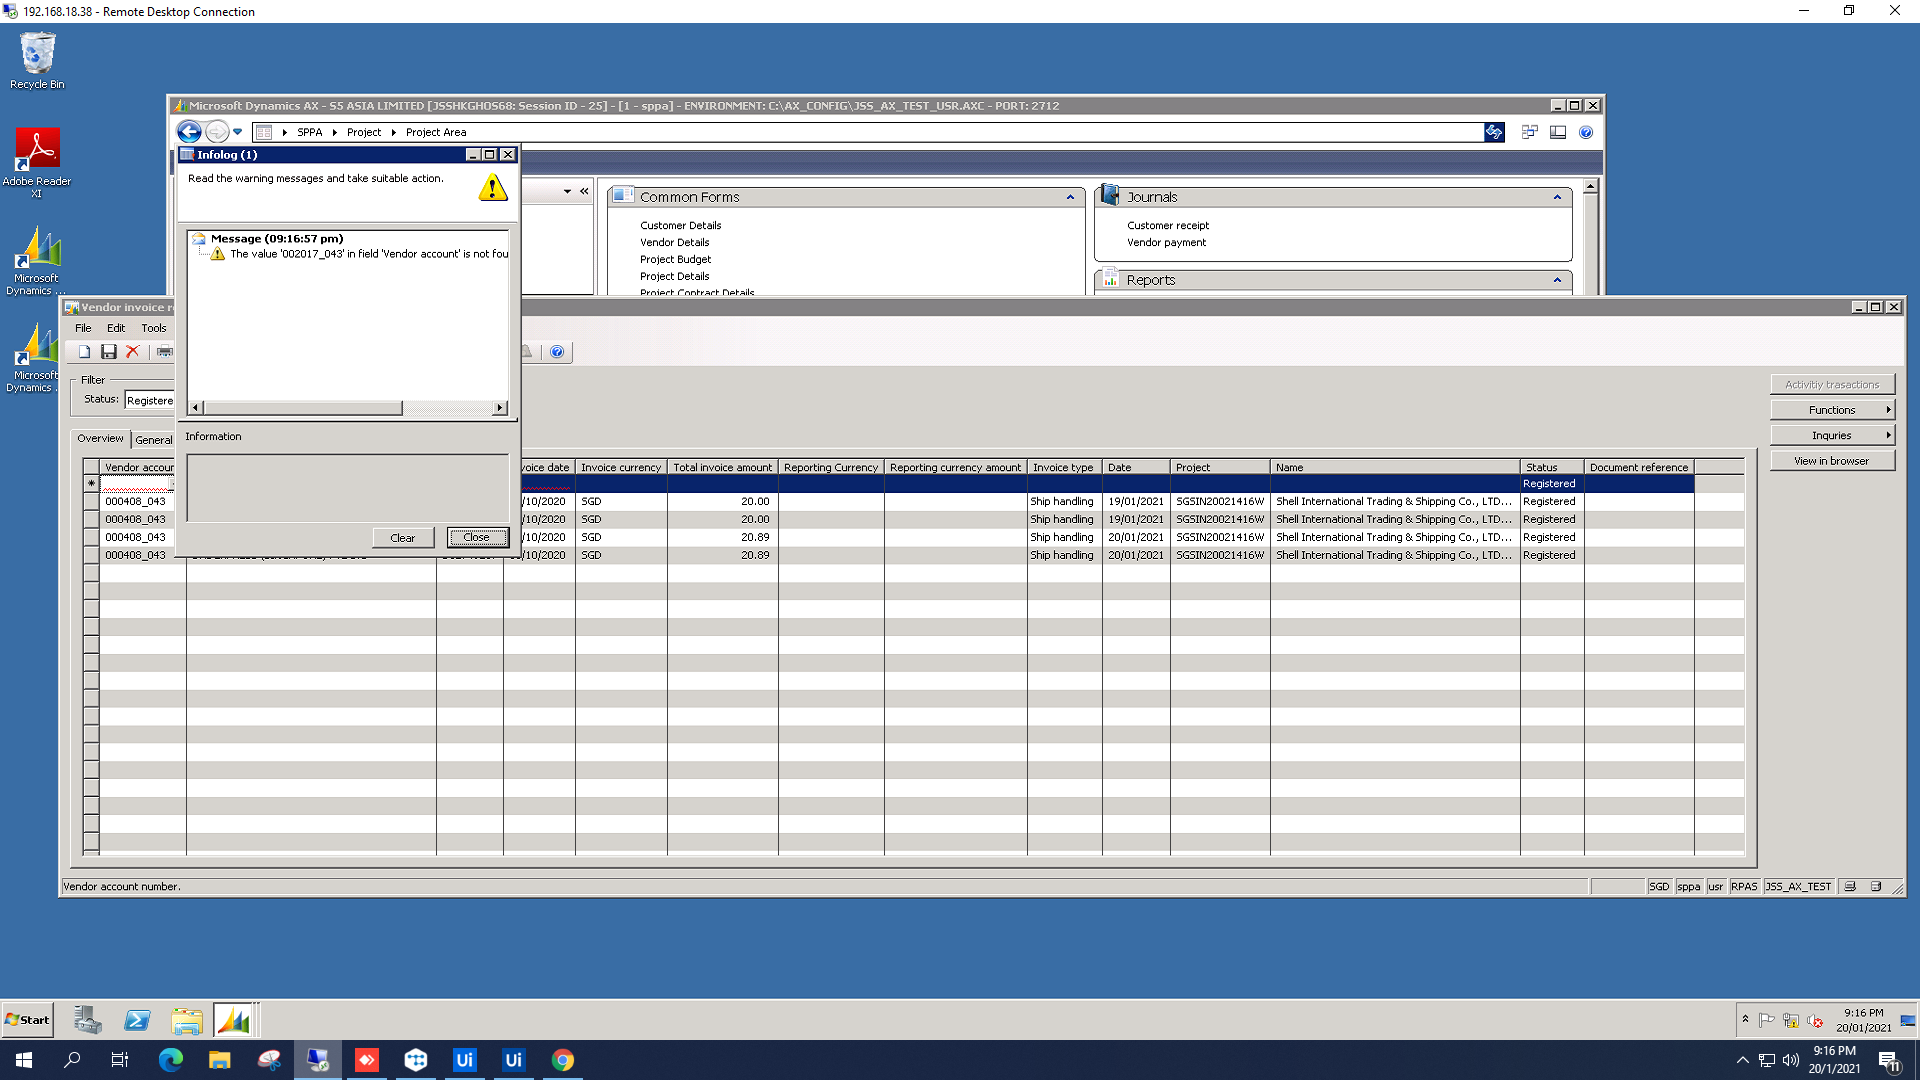 192.168.18.38 - Remote Desktop Connection
Recycle Bin
Adobe Reader
XI
Microsoft
Dynamics ...
Microsoft
Dynamics
Microsoft Dynamics AX - S5 ASIA LIMITED [JSSHKGHOS68: Session ID - 25] - [1 - sppa] - ENVIRONMENT: C:\AX_CONFIG\JSS_AX_TEST_USR.AXC - PORT: 2712
SPPA Project Project Area
Infolog (1)
Read the warning messages and take suitable action.
Message (09:16:57 pm)
The value '002017_043' in field 'Vendor account' is not fou
Information
Clear Close
Common Forms
Customer Details
Vendor Details
Project Budget
Project Details
Project Contract Details
Journals
Customer receipt
Vendor payment
Reports
Vendor invoice r
File Edit Tools
Filter
Status: Registere
Overview General
Activitiy trasactions
Functions
Inquries
View in browser
Vendor accoun voice date Invoice currency Total invoice amount Reporting Currency Reporting currency amount Invoice type Date Project Name Status Document reference
Registered
000408_043 /10/2020 SGD 20.00 Ship handling 19/01/2021 SGSIN20021416W Shell International Trading & Shipping Co., LTD... Registered
000408_043 /10/2020 SGD 20.00 Ship handling 19/01/2021 SGSIN20021416W Shell International Trading & Shipping Co., LTD... Registered
000408_043 /10/2020 SGD 20.89 Ship handling 20/01/2021 SGSIN20021416W Shell International Trading & Shipping Co., LTD... Registered
000408_043 /10/2020 SGD 20.89 Ship handling 20/01/2021 SGSIN20021416W Shell International Trading & Shipping Co., LTD... Registered
Vendor account number.
SGD sppa usr RPAS JSS_AX_TEST
Start
9:16 PM
20/01/2021
Ui Ui
9:16 PM
20/1/2021
11